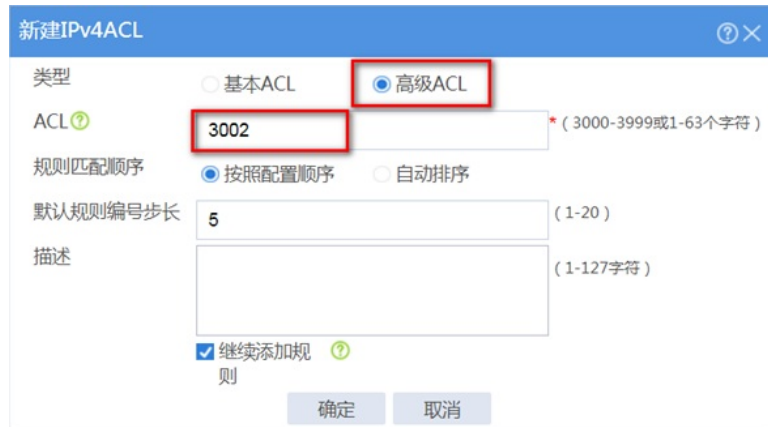 新建IPv4ACL
类型
基本ACL
高级ACL
ACL
3002
*(3000-3999或1-63个字符)
规则匹配顺序
按照配置顺序
自动排序
默认规则编号步长
5
(1-20)
描述
(1-127字符)
继续添加规
则
确定
取消